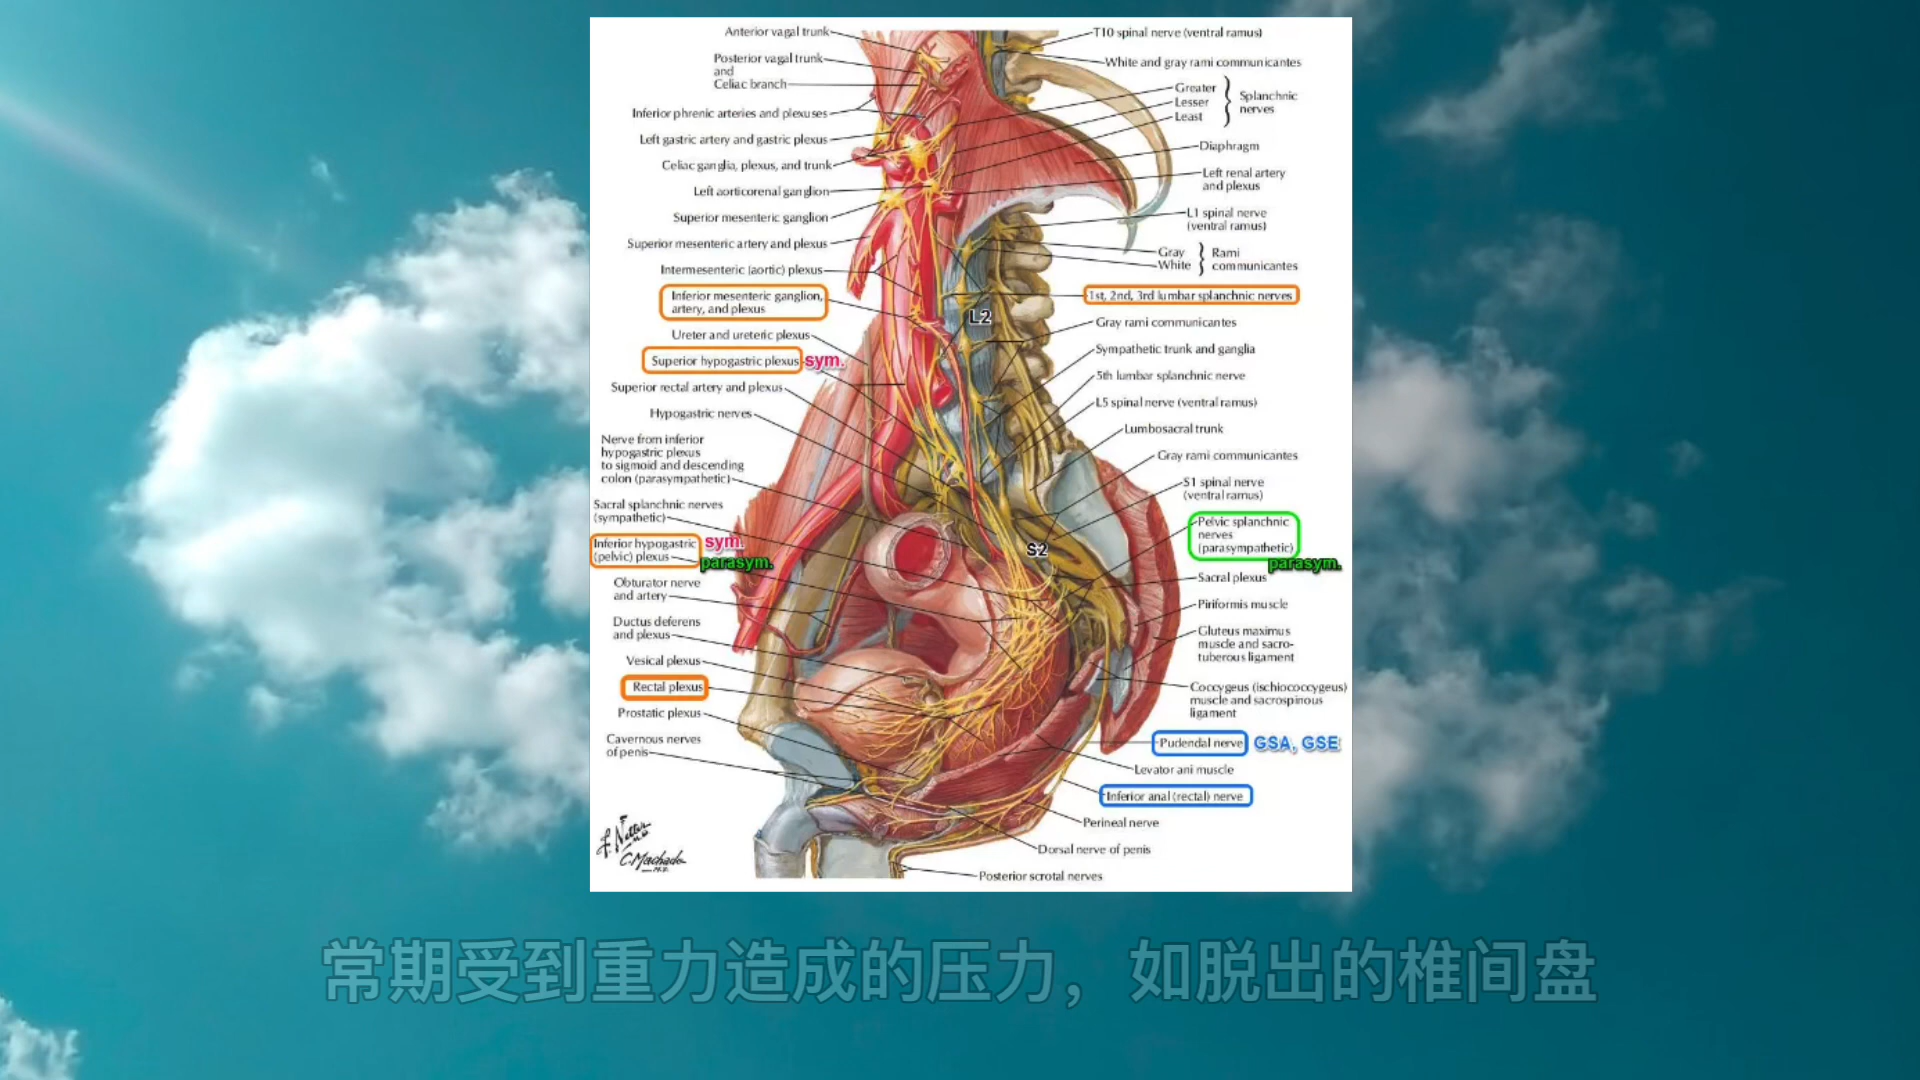 Anterior vagal trunk
Posterior vagal trunk
and
Celiac branch
Inferior phrenic arteries and plexuses
Left gastric artery and gastric plexus
Celiac ganglia, plexus, and trunk
Left aorticorenal ganglion
Superior mesenteric ganglion
Superior mesenteric artery and plexus
Intermesenteric (aortic) plexus
Inferior mesenteric ganglion,
artery, and plexus
Ureter and ureteric plexus
Superior hypogastric plexus sym.
Superior rectal artery and plexus
Hypogastric nerves
Nerve from inferior
hypogastric plexus
to sigmoid and descending
colon (parasympathetic)
Sacral splanchnic nerves
(sympathetic)
Inferior hypogastric sym.
(pelvic) plexus parasym.
Obturator nerve
and artery
Ductus deferens
and plexus
Vesical plexus
Rectal plexus
Prostatic plexus
Cavernous nerves
of penis
F. Netter
M.D.
C. Machado
M.D.
L2
S2
T10 spinal nerve (ventral ramus)
White and gray rami communicantes
Greater
Lesser
Least
Splanchnic
nerves
Diaphragm
Left renal artery
and plexus
L1 spinal nerve
(ventral ramus)
Gray
White
Rami
communicantes
1st, 2nd, 3rd lumbar splanchnic nerves
Gray rami communicantes
Sympathetic trunk and ganglia
5th lumbar splanchnic nerve
L5 spinal nerve (ventral ramus)
Lumbosacral trunk
Gray rami communicantes
S1 spinal nerve
(ventral ramus)
Pelvic splanchnic
nerves
(parasympathetic)
parasym.
Sacral plexus
Piriformis muscle
Gluteus maximus
muscle and sacro-
tuberous ligament
Coccygeus (ischiococcygeus)
muscle and sacrospinous
ligament
Pudendal nerve GSA, GSE
Levator ani muscle
Inferior anal (rectal) nerve
Perineal nerve
Dorsal nerve of penis
Posterior scrotal nerves
常期受到重力造成的压力，如脱出的椎间盘